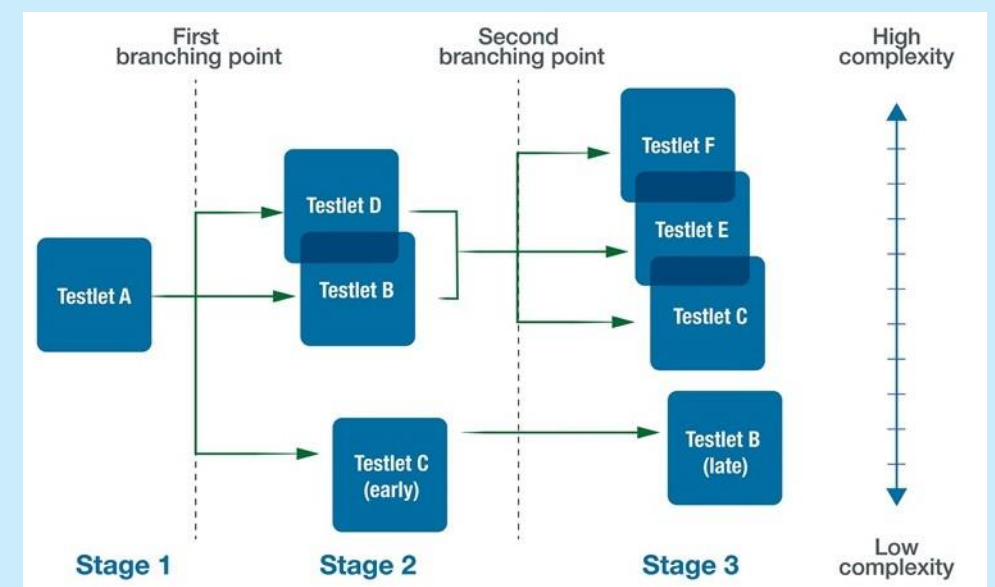 First
branching point
Second
branching point
High
complexity
Testlet A
Testlet D
Testlet B
Testlet C
(early)
Testlet F
Testlet E
Testlet C
Testlet B
(late)
Stage 1
Stage 2
Stage 3
Low
complexity